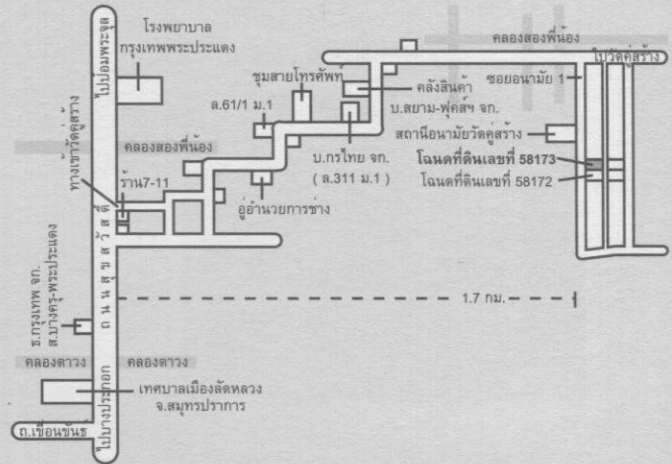 ไปป้อมพระจุล
โรงพยาบาล
กรุงเทพพระประแดง
คลองสองพี่น้อง
ไปวัดคู่สร้าง
ชุมสายโทรศัพท์
คลังสินค้า
บ.สยาม-ฟุคส์ฯ จก.
ซอยอนามัย 1
ล.61/1 ม.1
สถานีอนามัยวัดคู่สร้าง
ทางเข้าวัดคู่สร้าง
คลองสองพี่น้อง
บ.กรไทย จก.
( ล.311 ม.1 )
โฉนดที่ดินเลขที่ 58173
โฉนดที่ดินเลขที่ 58172
ร้าน7-11
อู่อำนวยการช่าง
ถนนสุขสวัสดิ์
1.7 กม.
ธ.กรุงเทพ จก.
ส.บางครุ-พระประแดง
คลองตาวง
คลองตาวง
เทศบาลเมืองลัดหลวง
จ.สมุทรปราการ
ไปบางประกอก
ถ.เขื่อนขันธ์